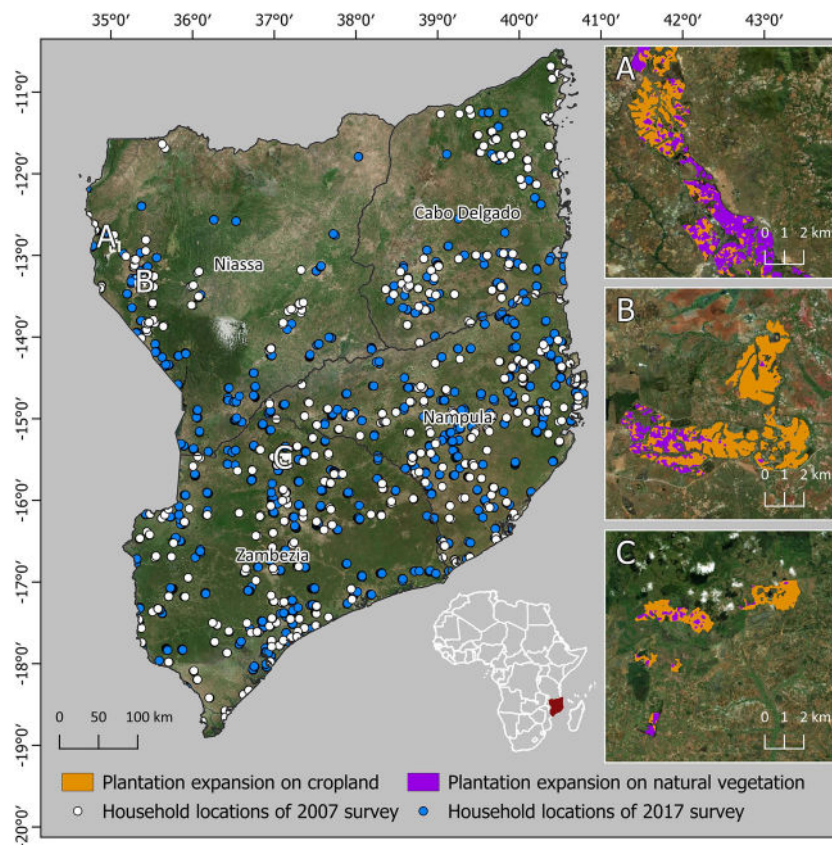 35°0' 36°0' 37°0' 38°0' 39°0' 40°0' 41°0' 42°0' 43°0'
-11°0'
-12°0'
-13°0'
-14°0'
-15°0'
-16°0'
-17°0'
-18°0'
-19°0'
-20°0'
Cabo Delgado
A
Niassa
B
Nampula
C
Zambezia
0 50 100 km
A
0 1 2 km
B
0 1 2 km
C
0 1 2 km
Plantation expansion on cropland Plantation expansion on natural vegetation
Household locations of 2007 survey Household locations of 2017 survey